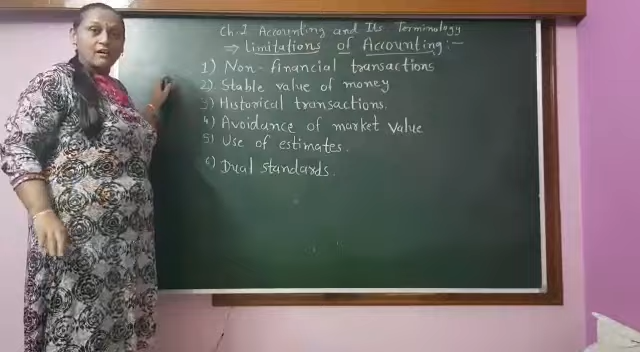 Ch-1 Accounting and Its Terminology
⇒ Limitations of Accounting:-
1) Non-financial transactions
2) Stable value of money
3) Historical transactions.
4) Avoidance of market value
5) Use of estimates.
6) Dual standards.